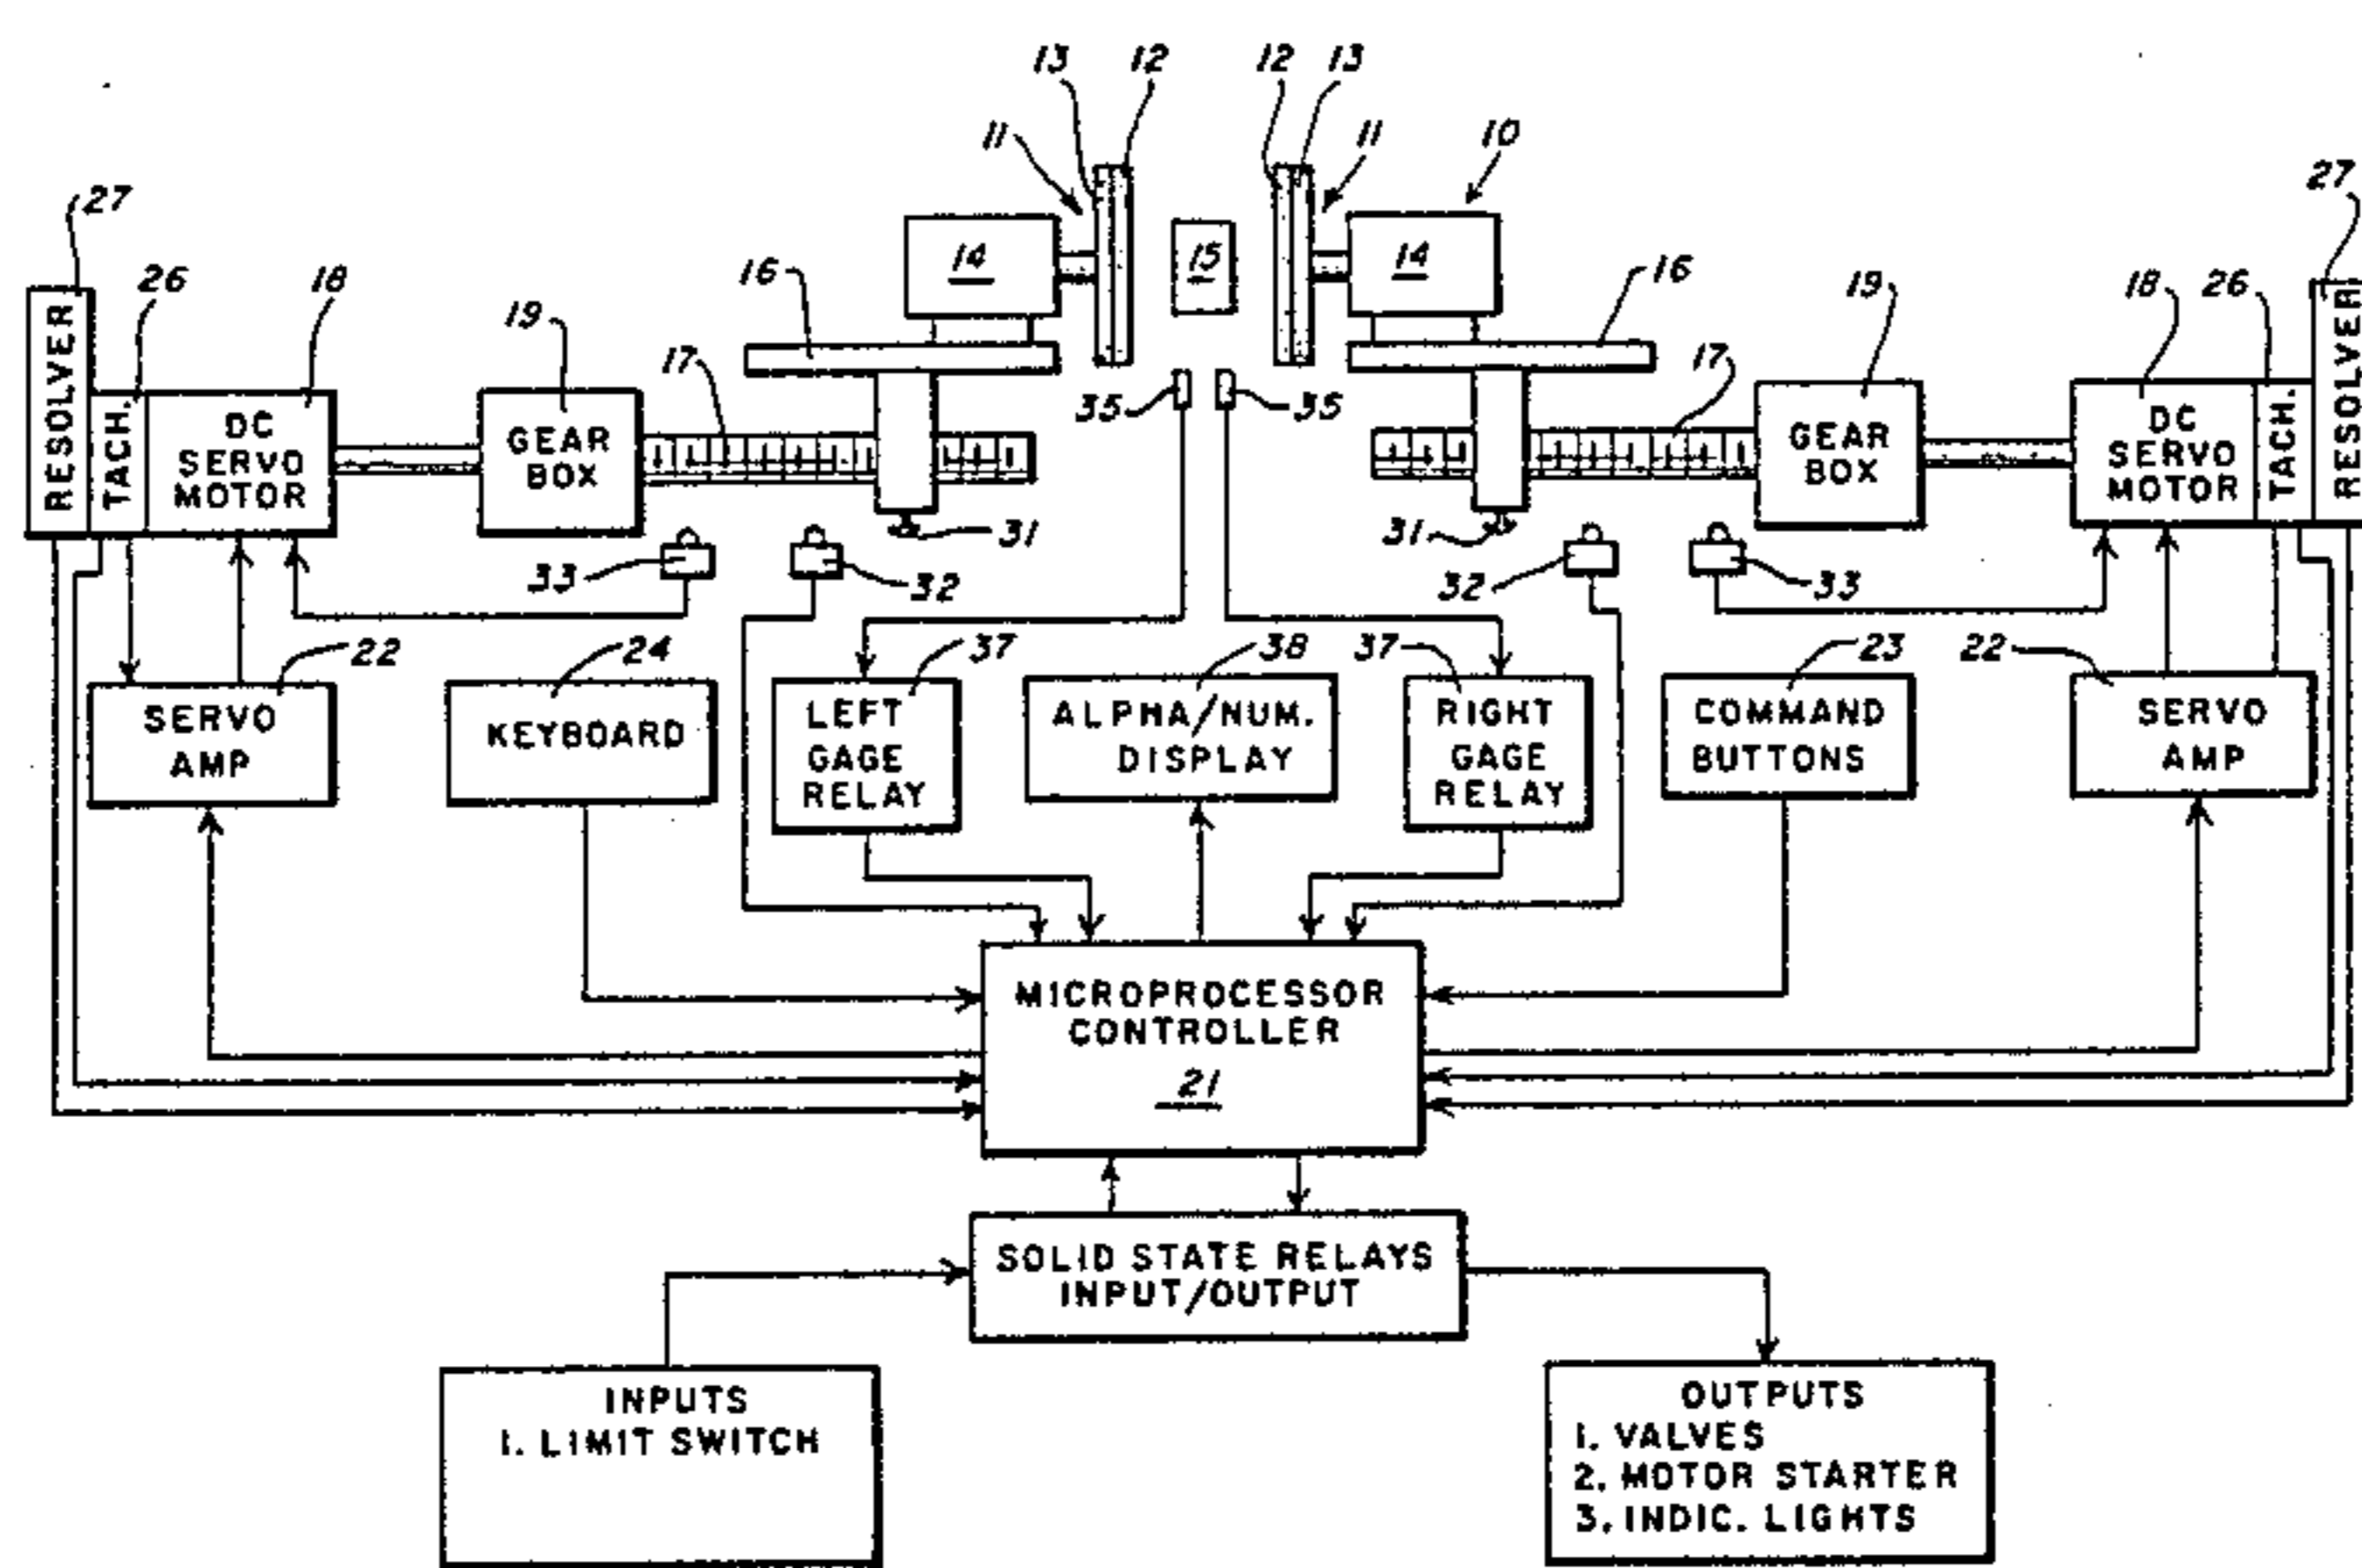 13 12 12 13
11 11 10
27 27
14 15 14
16 16
26 18 19 17 17 19 18 26
RESOLVER
TACH.
DC
SERVO
MOTOR
GEAR
BOX
35 35
GEAR
BOX
DC
SERVO
MOTOR
TACH.
RESOLVER
31 31
33 32 32 33
22 24 37 38 37 23 22
SERVO
AMP
KEYBOARD
LEFT
GAGE
RELAY
ALPHA/NUM.
DISPLAY
RIGHT
GAGE
RELAY
COMMAND
BUTTONS
SERVO
AMP
MICROPROCESSOR
CONTROLLER
21
SOLID STATE RELAYS
INPUT/OUTPUT
INPUTS
1. LIMIT SWITCH
OUTPUTS
1. VALVES
2. MOTOR STARTER
3. INDIC. LIGHTS